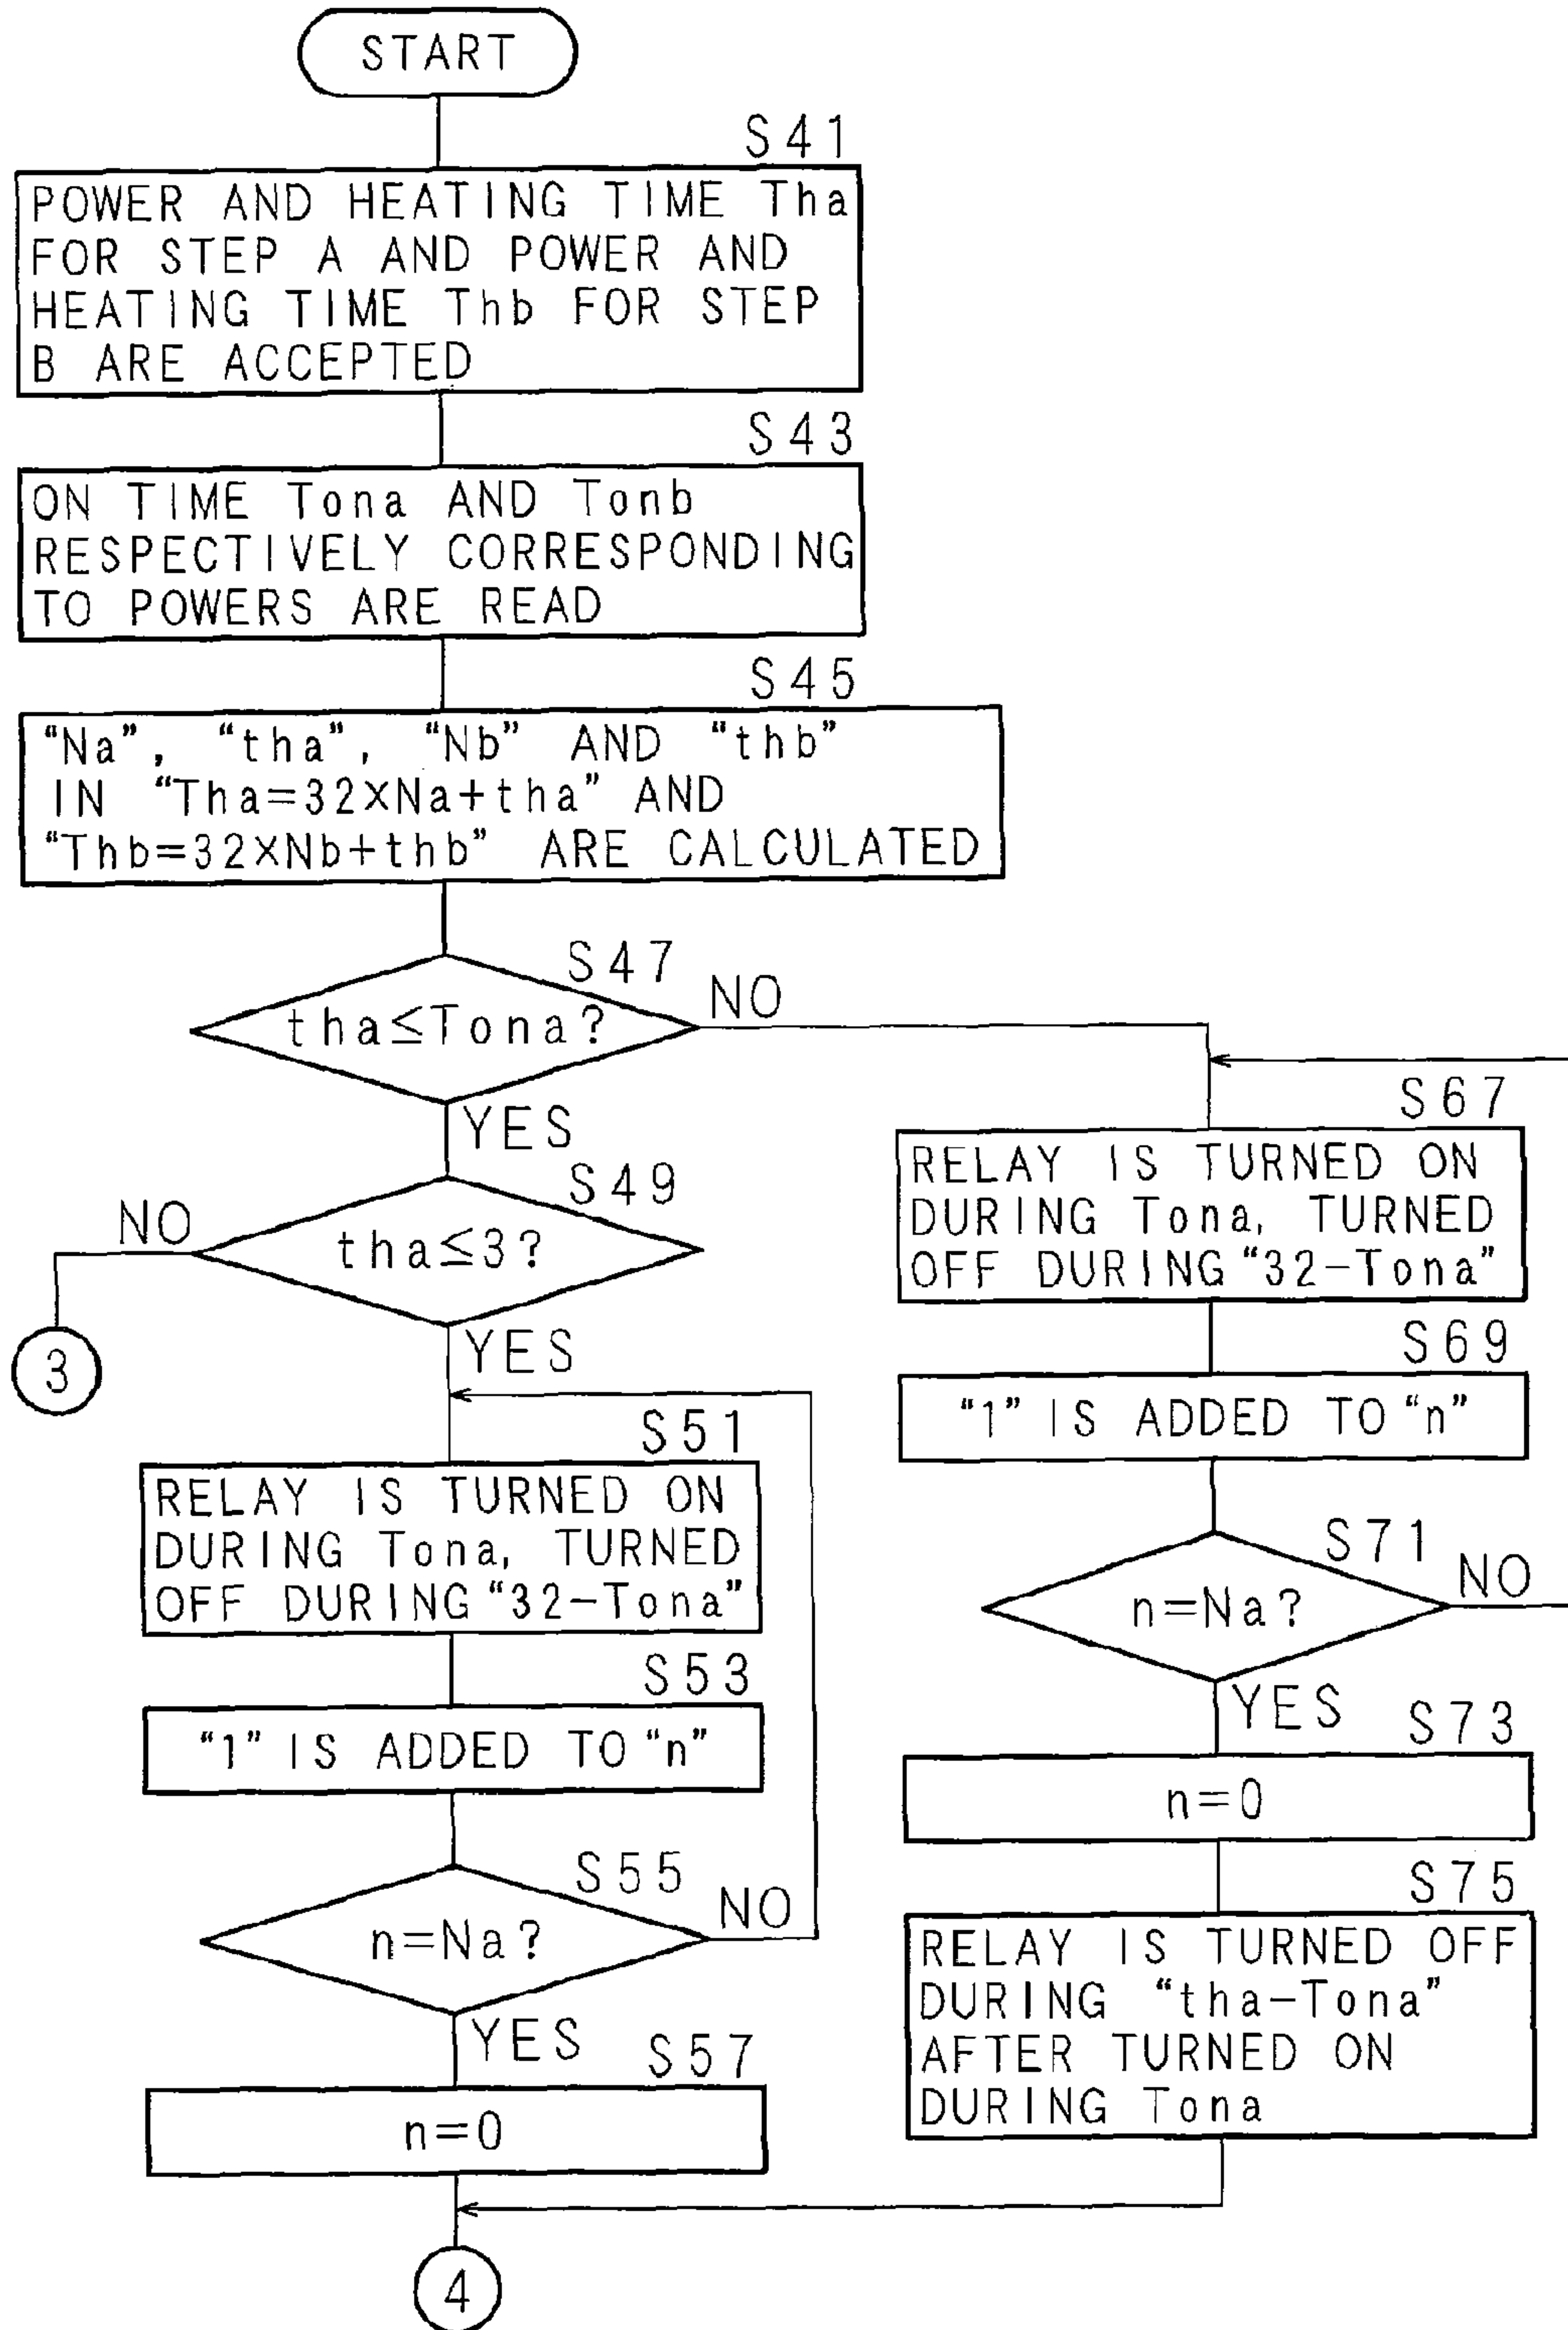 START
S41
POWER AND HEATING TIME Tha
FOR STEP A AND POWER AND
HEATING TIME Thb FOR STEP
B ARE ACCEPTED
S43
ON TIME Tona AND Tonb
RESPECTIVELY CORRESPONDING
TO POWERS ARE READ
S45
“Na”, “tha”, “Nb” AND “thb”
IN “Tha=32×Na+tha” AND
“Thb=32×Nb+thb” ARE CALCULATED
S47
tha≤Tona?
NO
YES
S49
tha≤3?
NO
3
YES
S51
RELAY IS TURNED ON
DURING Tona, TURNED
OFF DURING “32-Tona”
S53
“1” IS ADDED TO “n”
S55
n=Na?
NO
YES
S57
n=0
S67
RELAY IS TURNED ON
DURING Tona, TURNED
OFF DURING “32-Tona”
S69
“1” IS ADDED TO “n”
S71
n=Na?
NO
YES
S73
n=0
S75
RELAY IS TURNED OFF
DURING “tha-Tona”
AFTER TURNED ON
DURING Tona
4